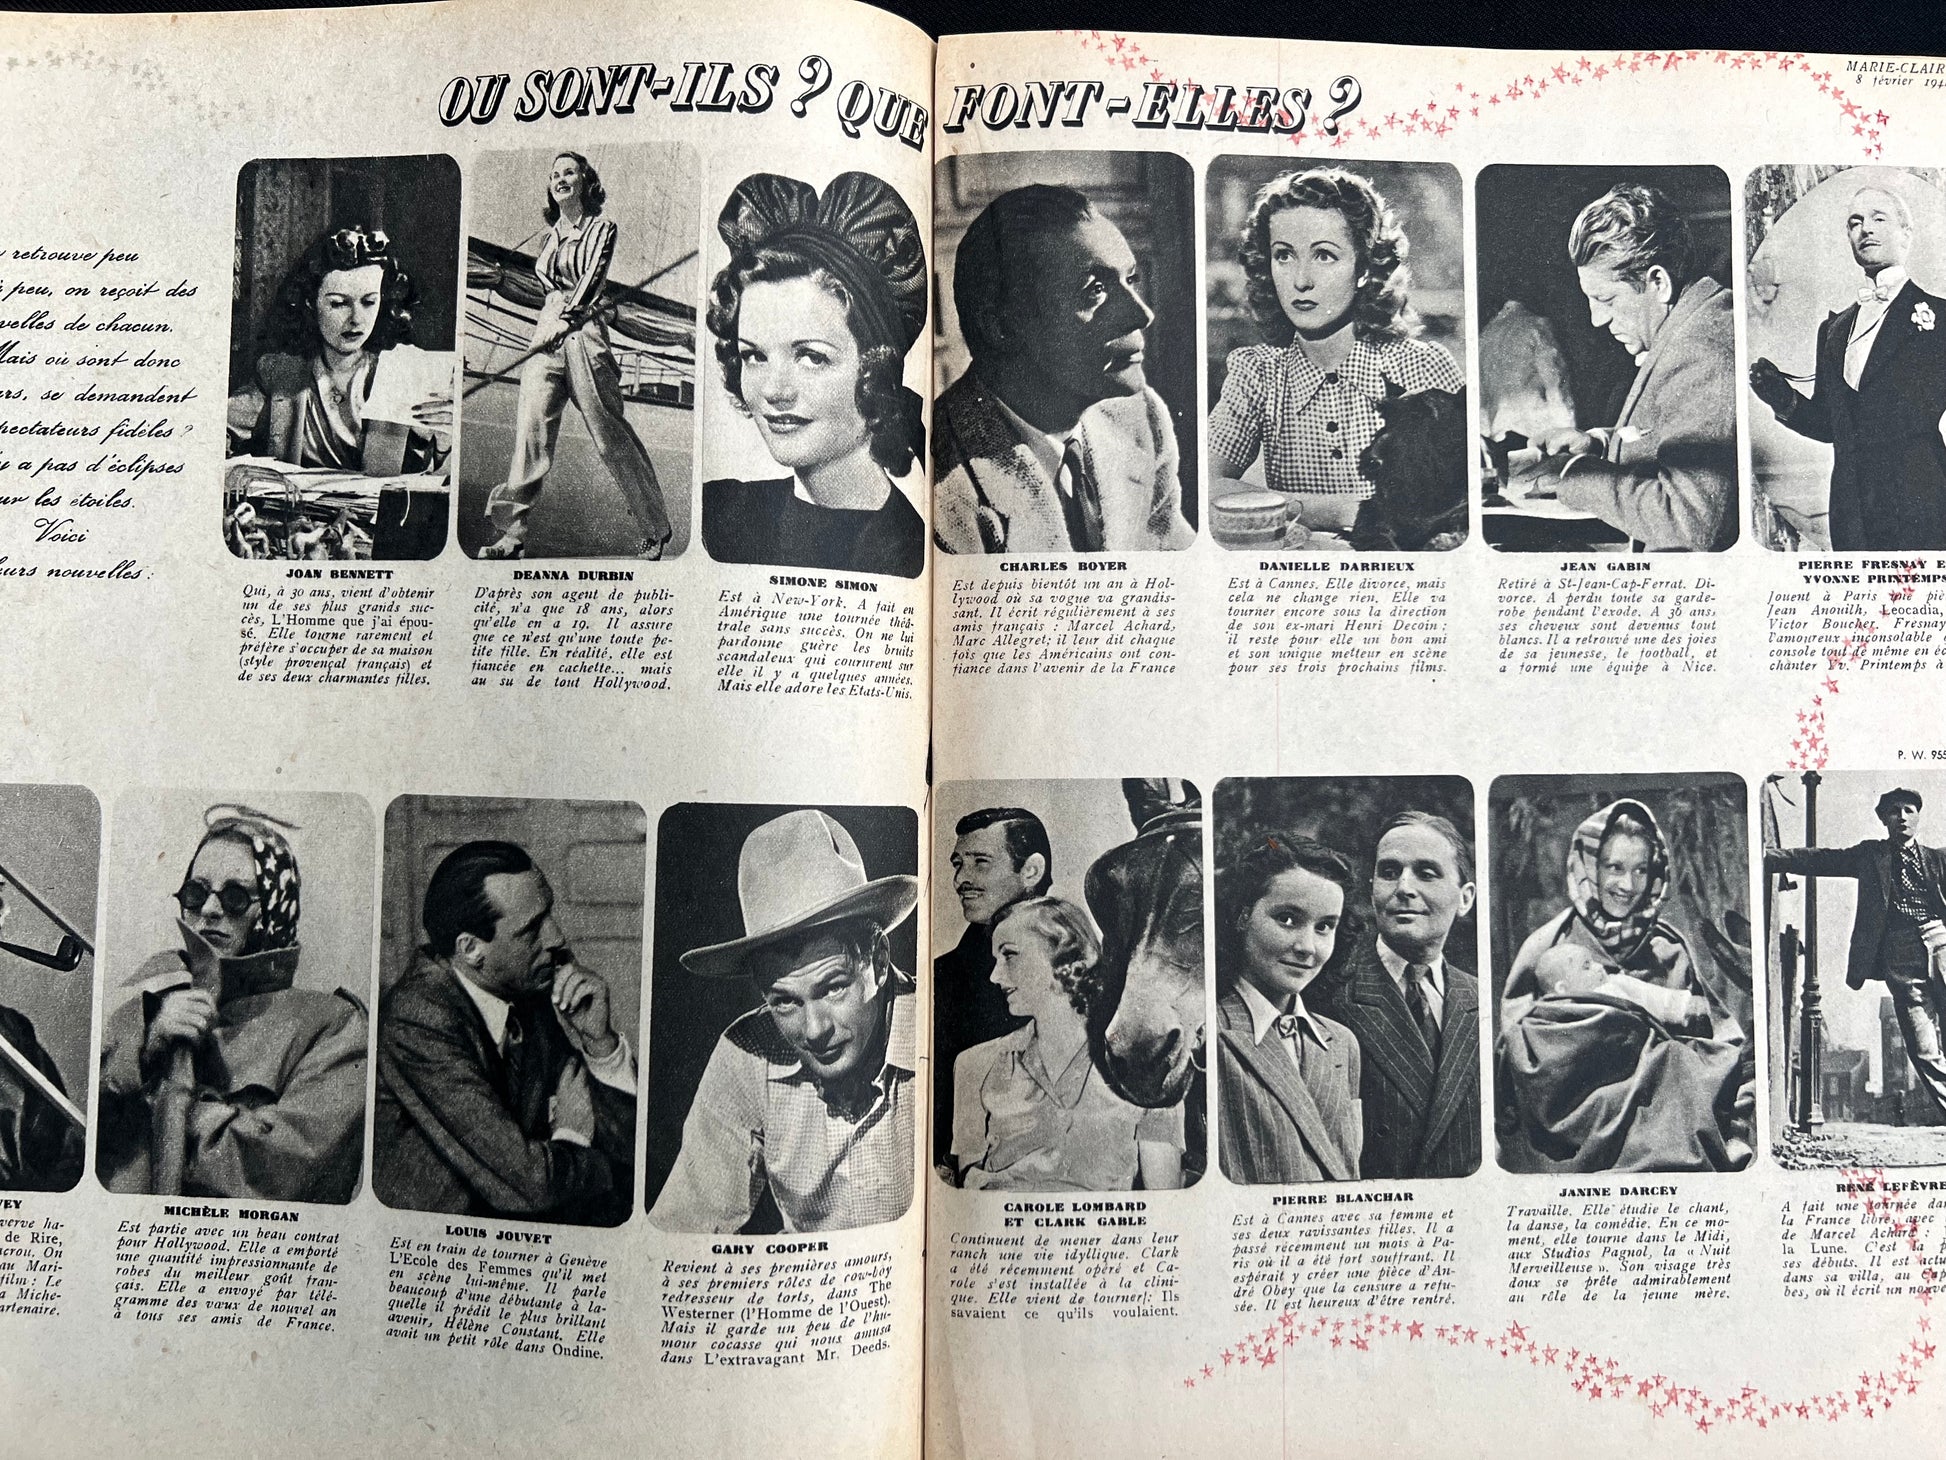 OU SONT-ILS ? QUE FONT-ELLES ?
MARIE-CLAIR
8 février 194
retrouve peu
peu, on reçoit des
velles de chacun.
Mais où sont donc
rs, se demandent
pectateurs fidèles ?
y a pas d'éclipses
ur les étoiles.
Voici
eurs nouvelles :
JOAN BENNETT
Qui, à 30 ans, vient d'obtenir
un de ses plus grands suc-
cès, L'Homme que j'ai épou-
sé. Elle tourne rarement et
préfère s'occuper de sa maison
(style provençal français) et
de ses deux charmantes filles.
DEANNA DURBIN
D'après son agent de publi-
cité, n'a que 18 ans, alors
qu'elle en a 19. Il assure
que ce n'est qu'une toute pe-
tite fille. En réalité, elle est
fiancée en cachette... mais
au su de tout Hollywood.
SIMONE SIMON
Est à New-York. A fait en
Amérique une tournée théâ-
trale sans succès. On ne lui
pardonne guère les bruits
scandaleux qui coururent sur
elle il y a quelques années.
Mais elle adore les Etats-Unis.
CHARLES BOYER
Est depuis bientôt un an à Hol-
lywood où sa vogue va grandis-
sant. Il écrit régulièrement à ses
amis français : Marcel Achard,
Marc Allegret; il leur dit chaque
fois que les Américains ont con-
fiance dans l'avenir de la France
DANIELLE DARRIEUX
Est à Cannes. Elle divorce, mais
cela ne change rien. Elle va
tourner encore sous la direction
de son ex-mari Henri Decoin :
il reste pour elle un bon ami
et son unique metteur en scène
pour ses trois prochains films.
JEAN GABIN
Retiré à St-Jean-Cap-Ferrat. Di-
vorce. A perdu toute sa garde-
robe pendant l'exode. A 36 ans,
ses cheveux sont devenus tout
blancs. Il a retrouvé une des joies
de sa jeunesse, le football, et
a formé une équipe à Nice.
PIERRE FRESNAY E
YVONNE PRINTEMPS
Jouent à Paris une piè
Jean Anouilh, Leocadia,
Victor Boucher. Fresnay
l'amoureux inconsolable
console tout de même en éc
chanter Yv. Printemps à
P. W. 955
VEY
verve ha-
de Rire,
crou. On
au Mari-
film : Le
a Miche-
artenaire.
MICHÈLE MORGAN
Est partie avec un beau contrat
pour Hollywood. Elle a emporté
une quantité impressionnante de
robes du meilleur goût fran-
çais. Elle a envoyé par télé-
gramme des vœux de nouvel an
à tous ses amis de France.
LOUIS JOUVET
Est en train de tourner à Genève
L'Ecole des Femmes qu'il met
en scène lui-même. Il parle
beaucoup d'une débutante à la-
quelle il prédit le plus brillant
avenir, Hélène Constant. Elle
avait un petit rôle dans Ondine.
GARY COOPER
Revient à ses premières amours,
à ses premiers rôles de cow-boy
redresseur de torts, dans The
Westerner (l'Homme de l'Ouest).
Mais il garde un peu de l'hu-
mour cocasse qui nous amusa
dans L'extravagant Mr. Deeds.
CAROLE LOMBARD
ET CLARK GABLE
Continuent de mener dans leur
ranch une vie idyllique. Clark
a été récemment opéré et Ca-
role s'est installée à la clini-
que. Elle vient de tourner: Ils
savaient ce qu'ils voulaient.
PIERRE BLANCHAR
Est à Cannes avec sa femme et
ses deux ravissantes filles. Il a
passé récemment un mois à Pa-
ris où il a été fort souffrant. Il
espérait y créer une pièce d'An-
dré Obey que la censure a refu-
sée. Il est heureux d'être rentré.
JANINE DARCEY
Travaille. Elle étudie le chant,
la danse, la comédie. En ce mo-
ment, elle tourne dans le Midi,
aux Studios Pagnol, la « Nuit
Merveilleuse ». Son visage très
doux se prête admirablement
au rôle de la jeune mère.
RENÉ LEFÈVRE
A fait une tournée dan
la France libre, avec
de Marcel Achard :
la Lune. C'est la p
ses débuts. Il est actu
dans sa villa, au Cap
bes, où il écrit un nouve